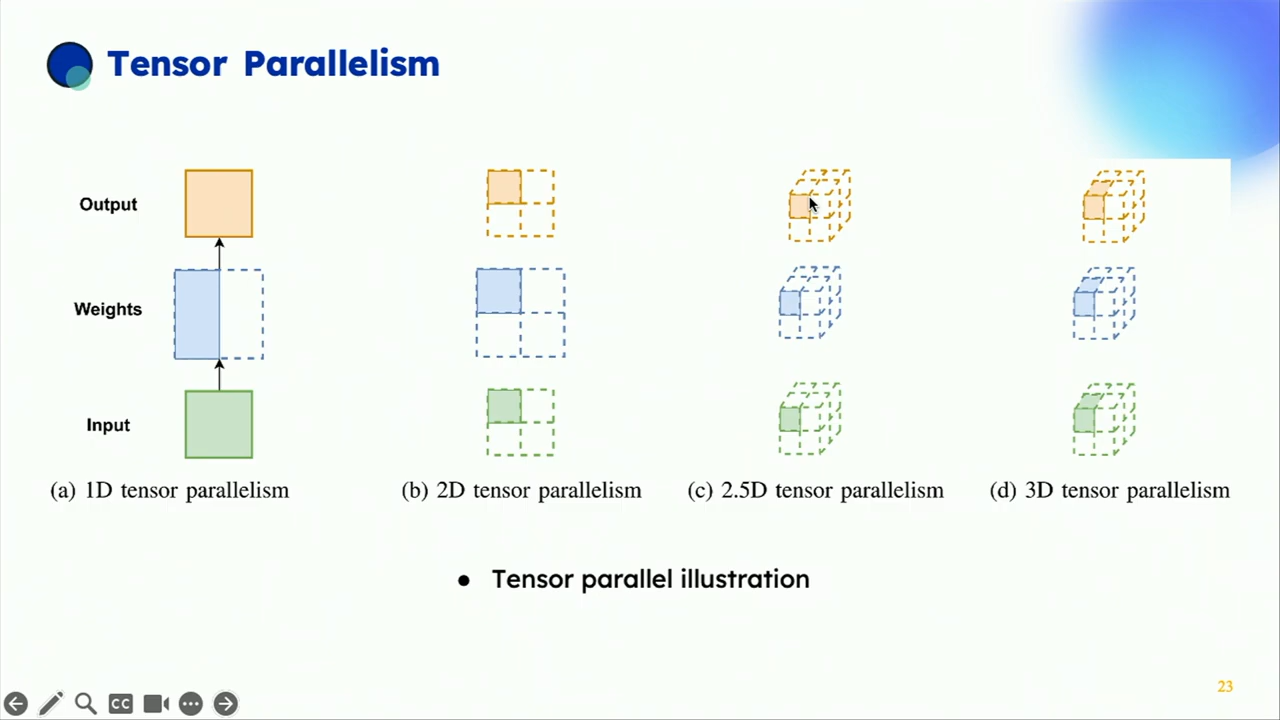 Tensor Parallelism
Output
Weights
Input
(a) 1D tensor parallelism
(b) 2D tensor parallelism
(c) 2.5D tensor parallelism
(d) 3D tensor parallelism
● Tensor parallel illustration
23
CC